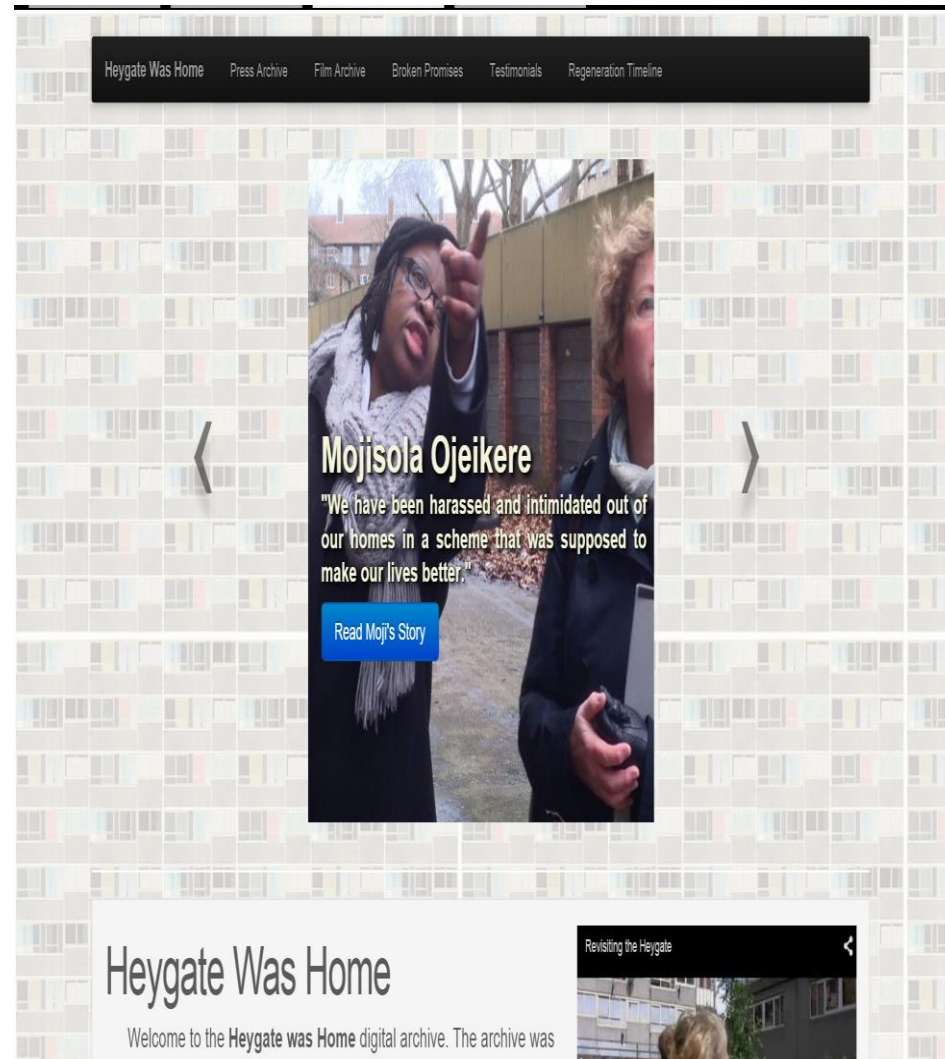 Heygate Was Home Press Archive Film Archive Broken Promises Testimonials Regeneration Timeline
Mojisola Ojeikere
"We have been harassed and intimidated out of
our homes in a scheme that was supposed to
make our lives better."
Read Moji's Story
Heygate Was Home
Revisiting the Heygate
Welcome to the Heygate was Home digital archive. The archive was